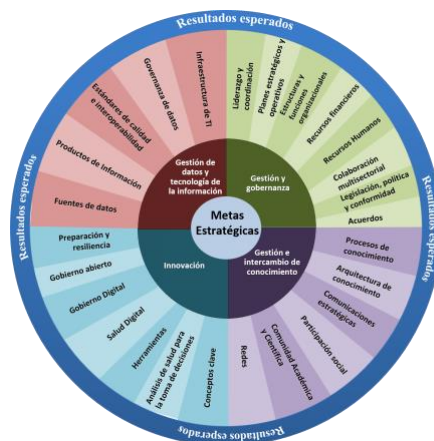 Resultados esperados
Resultados esperados
Resultados esperados
Resultados esperados
Metas
Estratégicas
Gestión de
datos y
tecnología de
la información
Fuentes de datos
Productos de información
Estándares de calidad
e interoperabilidad
Governanza de datos
Infraestructura de TI
Gestión y
gobernanza
Liderazgo y
coordinación
Planes estratégicos y
operativos
Estructuras y
funciones
organizacionales
Recursos financieros
Recursos Humanos
Colaboración
multisectorial
Legislación, política
y conformidad
Acuerdos
Gestión e
intercambio de
conocimiento
Procesos de
conocimiento
Arquitectura de
conocimiento
Comunicaciones
estratégicas
Participación social
Comunidad Académica
y Científica
Redes
Innovación
Conceptos clave
Análisis de salud para
la toma de decisiones
Herramientas
Salud Digital
Gobierno Digital
Gobierno abierto
Preparación y
resiliencia